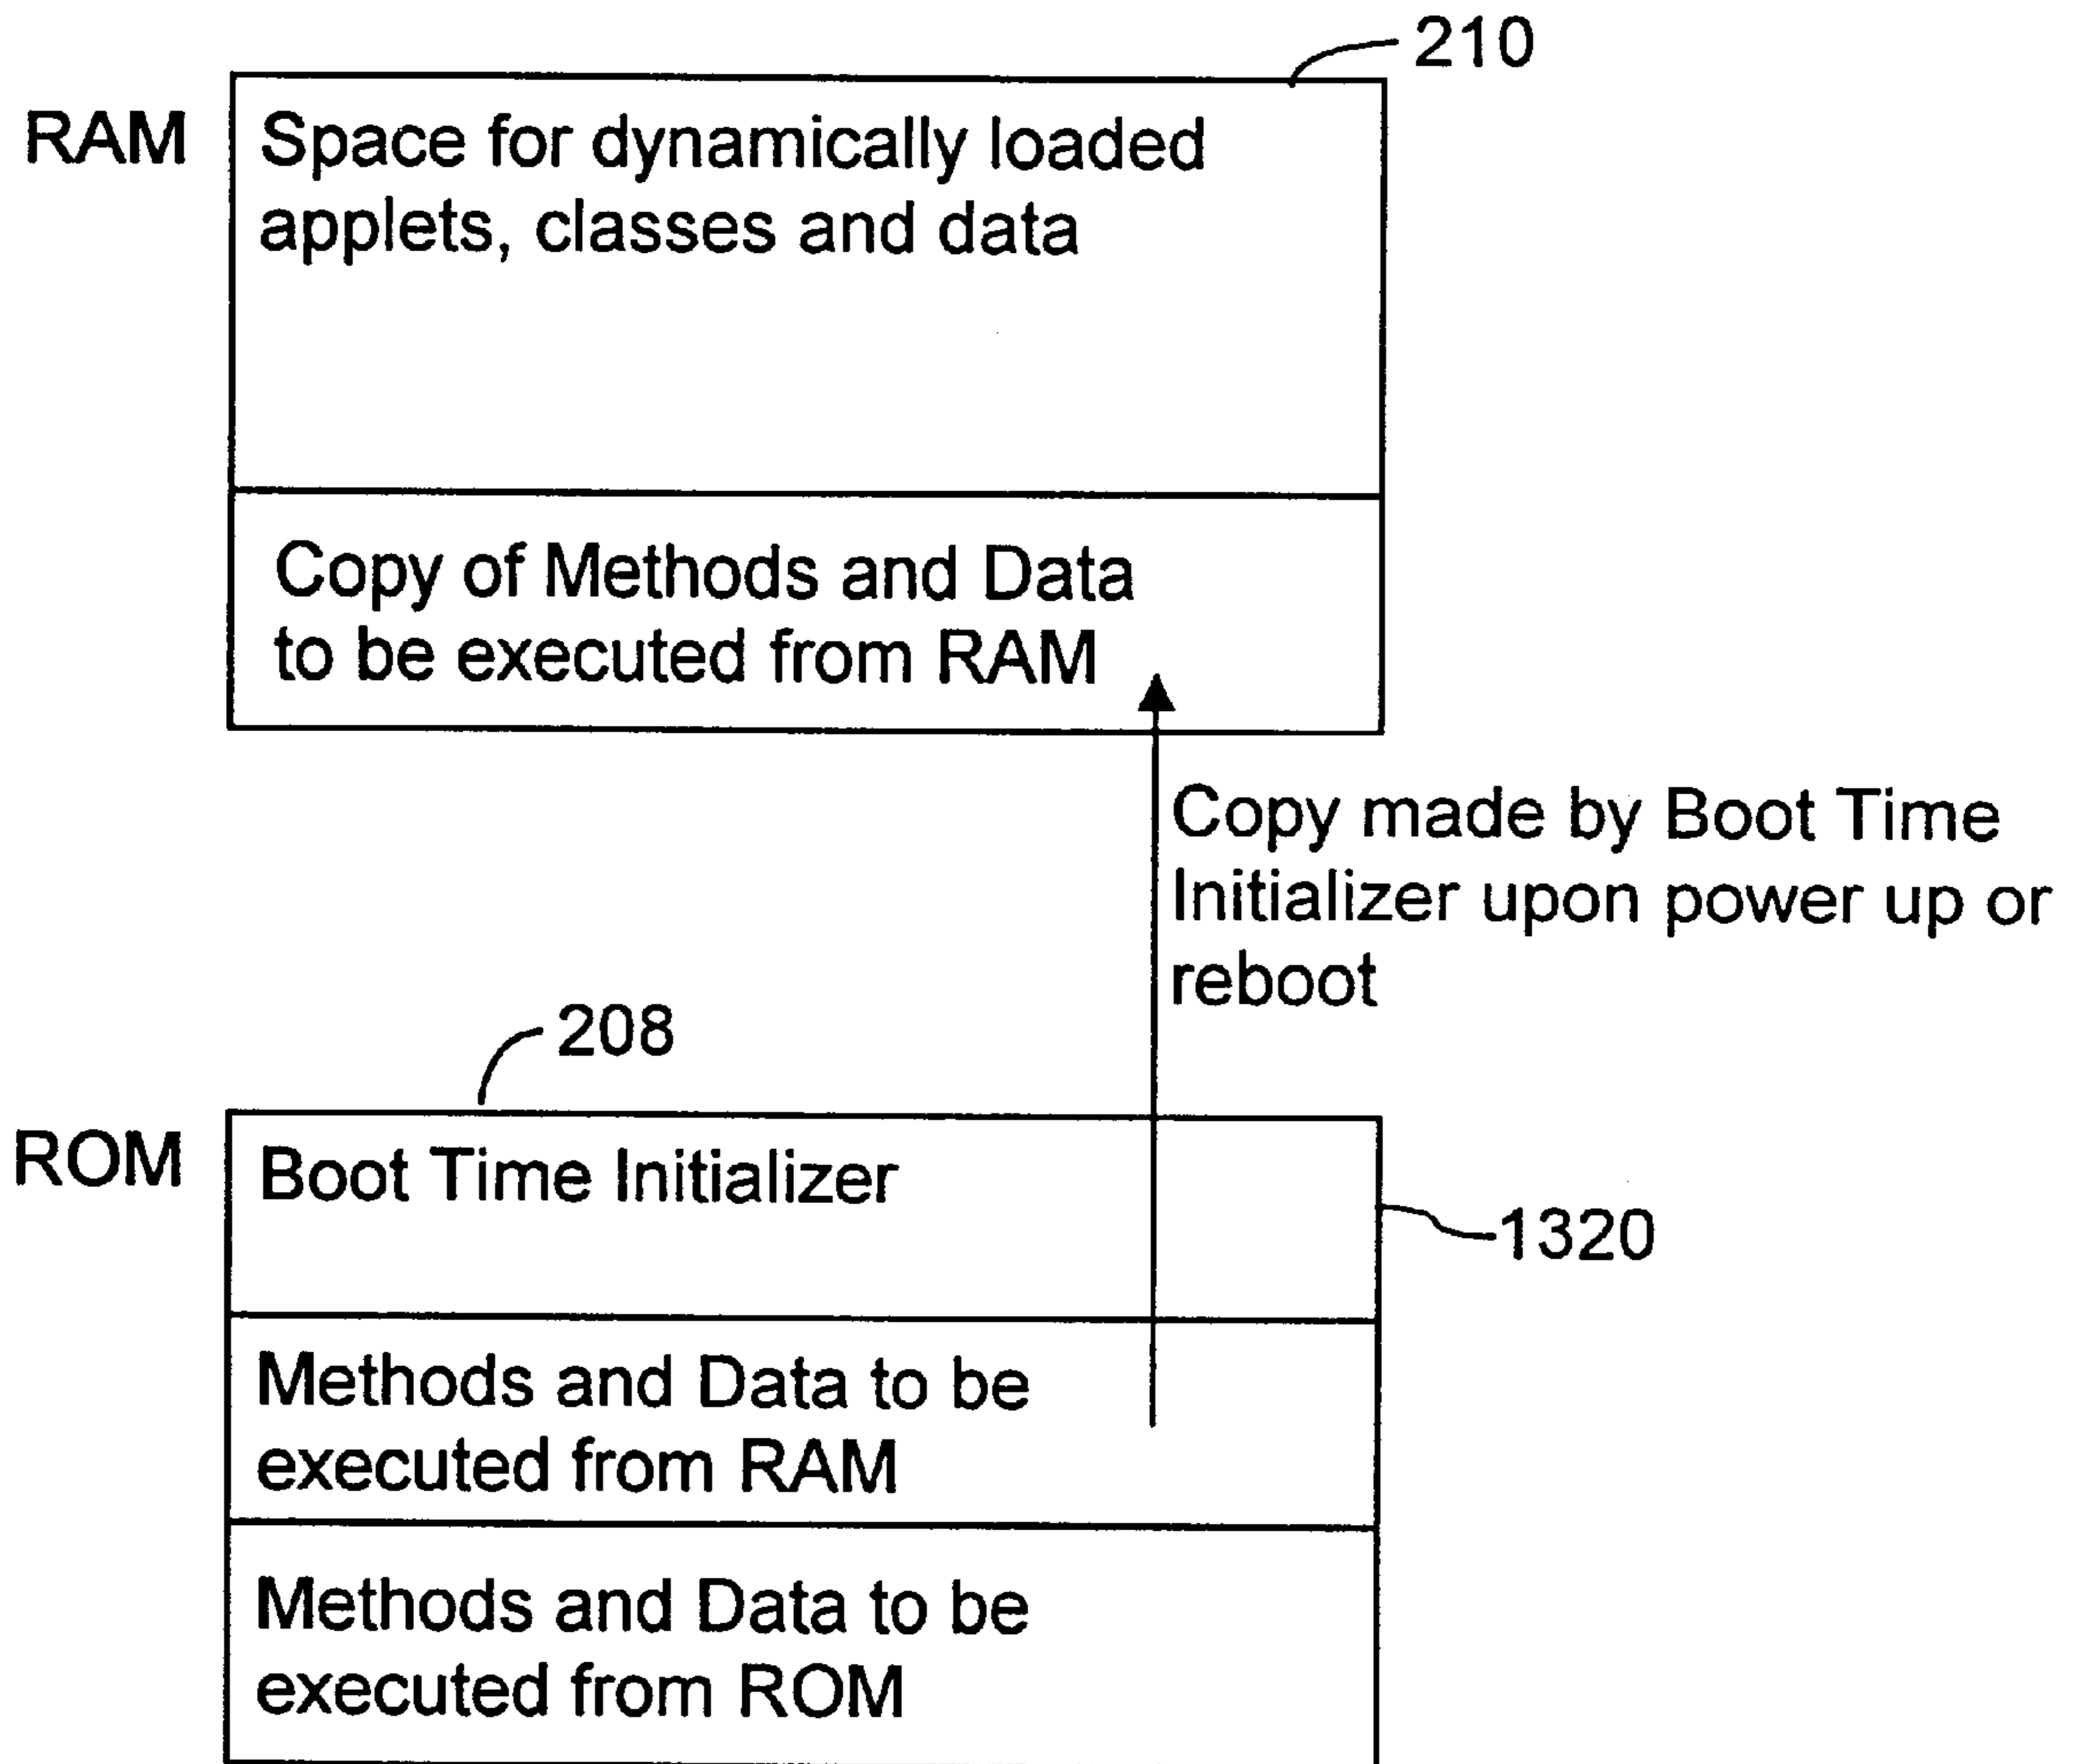 210
RAM
Space for dynamically loaded
applets, classes and data
Copy of Methods and Data
to be executed from RAM
Copy made by Boot Time
Initializer upon power up or
reboot
208
ROM
Boot Time Initializer
1320
Methods and Data to be
executed from RAM
Methods and Data to be
executed from ROM